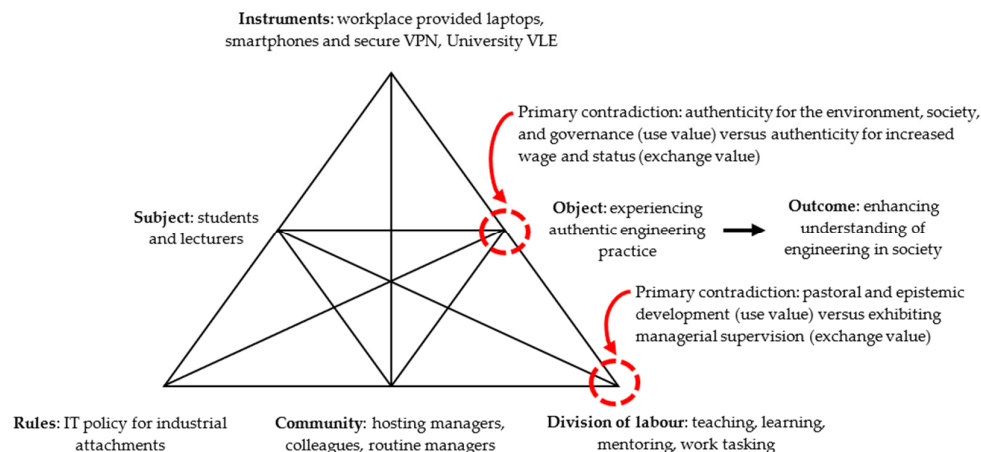 Instruments: workplace provided laptops,
smartphones and secure VPN, University VLE
Primary contradiction: authenticity for the environment, society,
and governance (use value) versus authenticity for increased
wage and status (exchange value)
Subject: students
and lecturers
Object: experiencing
authentic engineering
practice
Outcome: enhancing
understanding of
engineering in society
Primary contradiction: pastoral and epistemic
development (use value) versus exhibiting
managerial supervision (exchange value)
Rules: IT policy for industrial
attachments
Community: hosting managers,
colleagues, routine managers
Division of labour: teaching, learning,
mentoring, work tasking